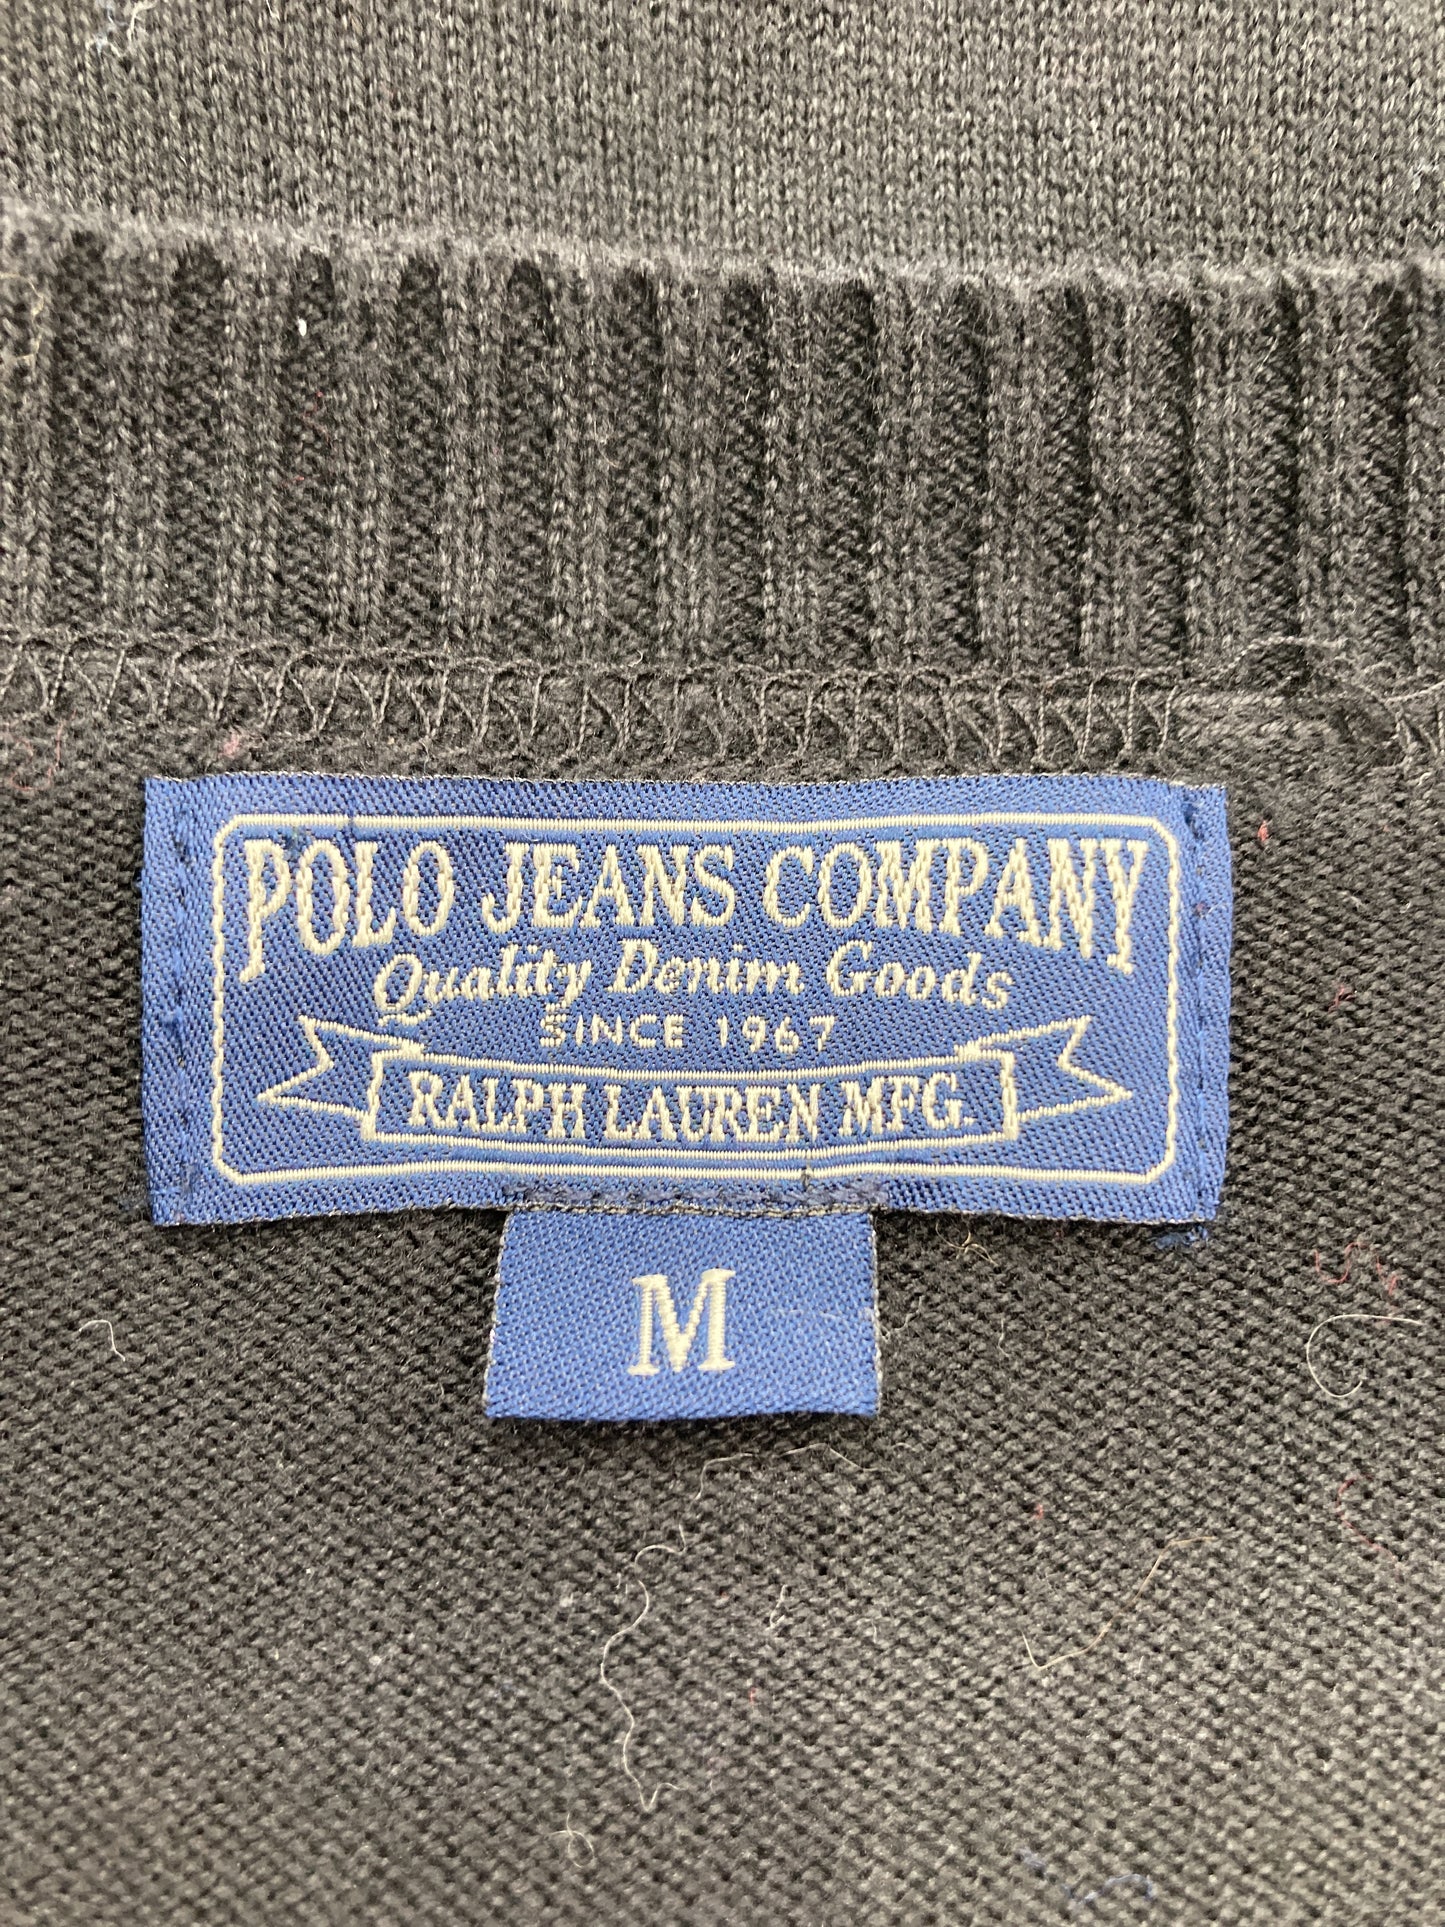 POLO JEANS COMPANY
Quality Denim Goods
SINCE 1967
RALPH LAUREN MFG.
M